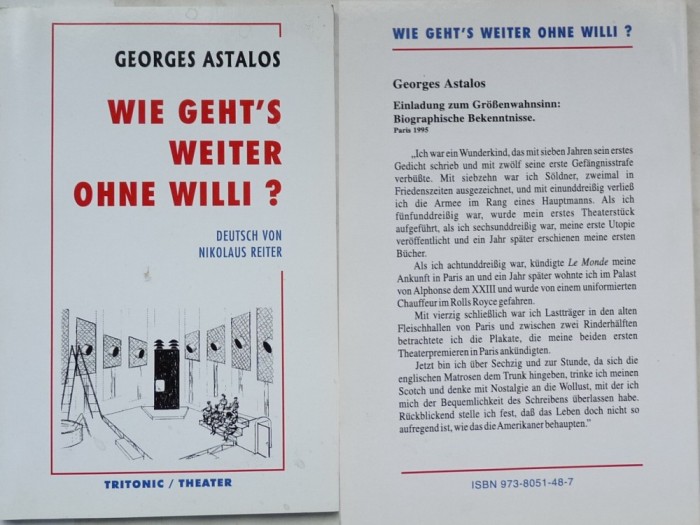 GEORGES ASTALOS
WIE GEHT'S
WEITER
OHNE WILLI ?
DEUTSCH VON
NIKOLAUS REITER
TRITONIC / THEATER
WIE GEHT'S WEITER OHNE WILLI ?
Georges Astalos
Einladung zum Größenwahnsinn:
Biographische Bekenntnisse.
Paris 1995
„Ich war ein Wunderkind, das mit sieben Jahren sein erstes
Gedicht schrieb und mit zwölf seine erste Gefängnisstrafe
verbüßte. Mit siebzehn war ich Söldner, zweimal in
Friedenszeiten ausgezeichnet, und mit einunddreißig verließ
ich die Armee im Rang eines Hauptmanns. Als ich
fünfunddreißig war, wurde mein erstes Theaterstück
aufgeführt, als ich sechsunddreißig war, meine erste Utopie
veröffentlicht und ein Jahr später erschienen meine ersten
Bücher.
Als ich achtunddreißig war, kündigte Le Monde meine
Ankunft in Paris an und ein Jahr später wohnte ich im Palast
von Alphonse dem XXIII und wurde von einem uniformierten
Chauffeur im Rolls Royce gefahren.
Mit vierzig schließlich war ich Lastträger in den alten
Fleischhallen von Paris und zwischen zwei Rinderhälften
betrachtete ich die Plakate, die meine beiden ersten
Theaterpremieren in Paris ankündigten.
Jetzt bin ich über Sechzig und zur Stunde, da sich die
englischen Matrosen dem Trunk hingeben, trinke ich meinen
Scotch und denke mit Nostalgie an die Wollust, mit der ich
mich der Bequemlichkeit des Schreibens überlassen habe.
Rückblickend stelle ich fest, daß das Leben doch nicht so
aufregend ist, wie das die Amerikaner behaupten.”
ISBN 973-8051-48-7